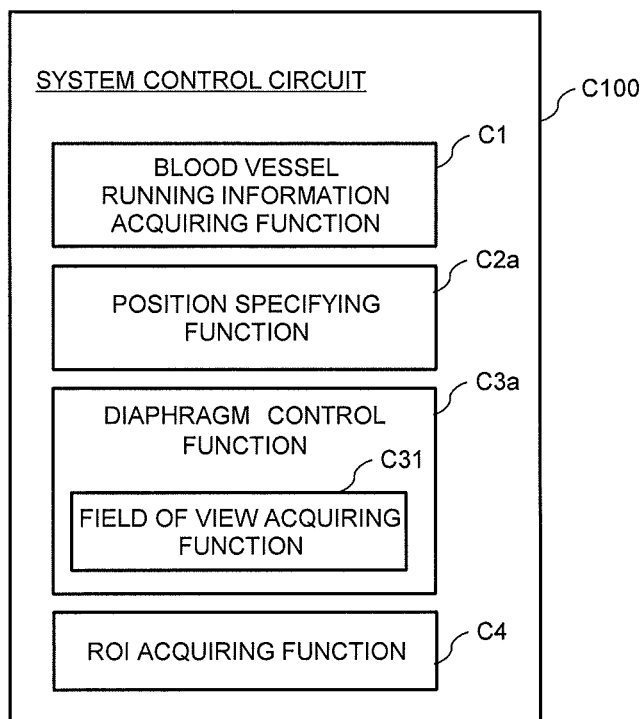 SYSTEM CONTROL CIRCUIT
C100
C1
BLOOD VESSEL
RUNNING INFORMATION
ACQUIRING FUNCTION
C2a
POSITION SPECIFYING
FUNCTION
C3a
DIAPHRAGM CONTROL
FUNCTION
C31
FIELD OF VIEW ACQUIRING
FUNCTION
C4
ROI ACQUIRING FUNCTION